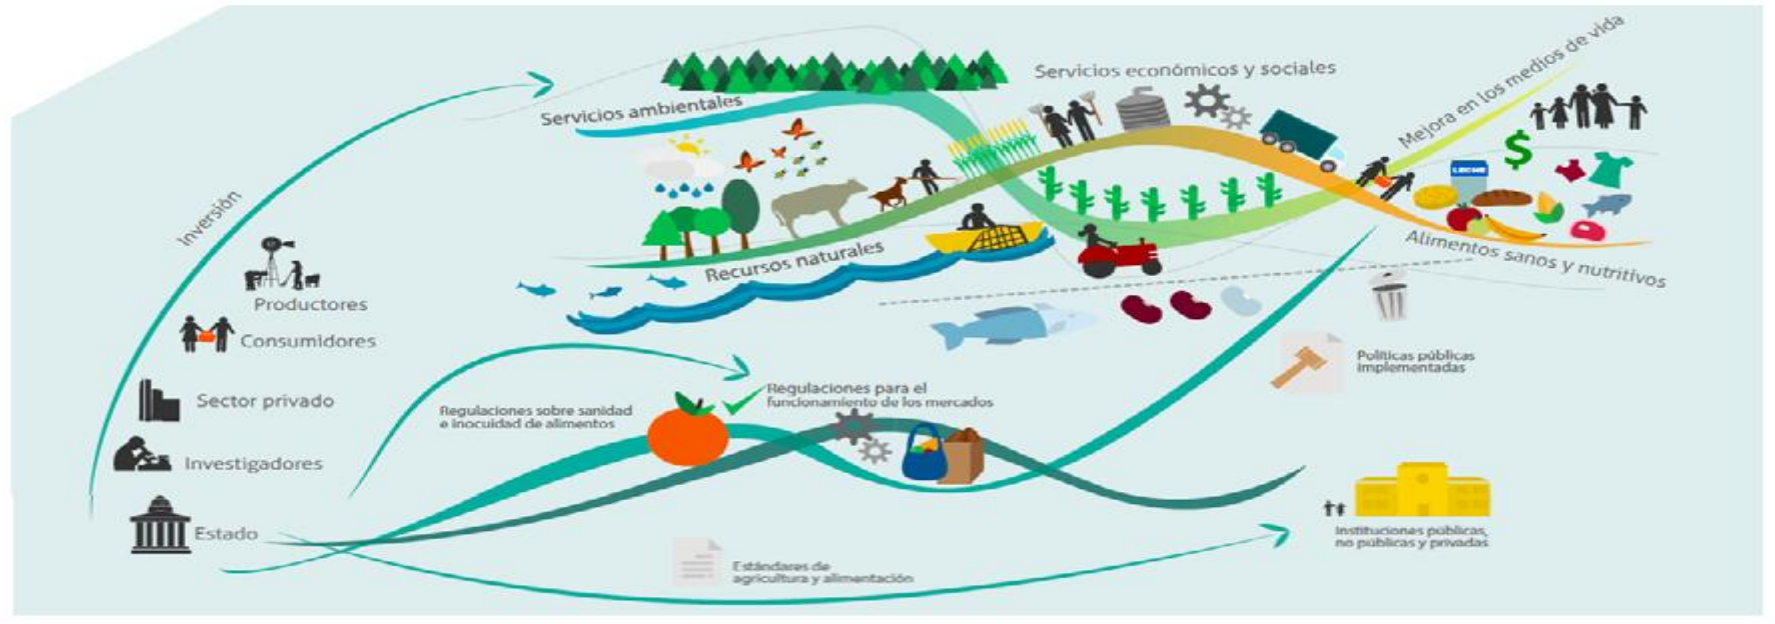 Inversión
Productores
Consumidores
Sector privado
Investigadores
Estado
Servicios ambientales
Recursos naturales
Servicios económicos y sociales
Mejora en los medios de vida
LECHE
$
Alimentos sanos y nutritivos
Regulaciones sobre sanidad
e inocuidad de alimentos
Regulaciones para el
funcionamiento de los mercados
Políticas públicas
Implementadas
Instituciones públicas,
no públicas y privadas
Estándares de
agricultura y alimentación